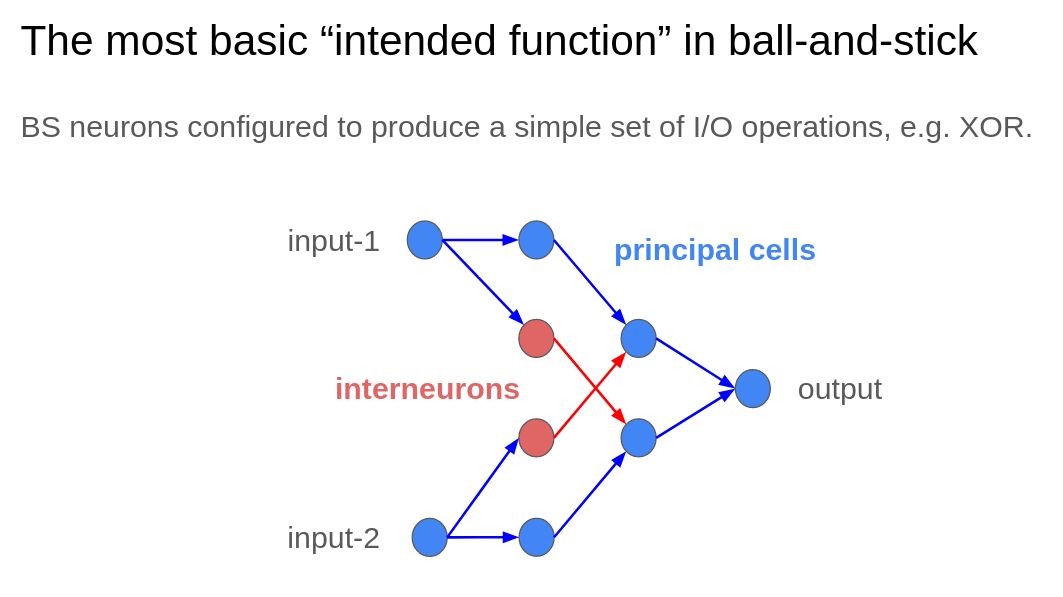 The most basic “intended function” in ball-and-stick
BS neurons configured to produce a simple set of I/O operations, e.g. XOR.
input-1
principal cells
interneurons
output
input-2